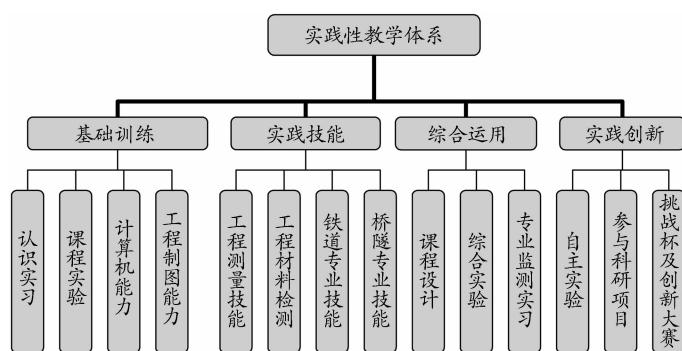 实践性教学体系
基础训练
实践技能
综合运用
实践创新
认识实习
课程实验
计算机能力
工程制图能力
工程测量技能
工程材料检测
铁道专业技能
桥隧专业技能
课程设计
综合实验
专业监测实习
自主实验
参与科研项目
挑战杯及创新大赛